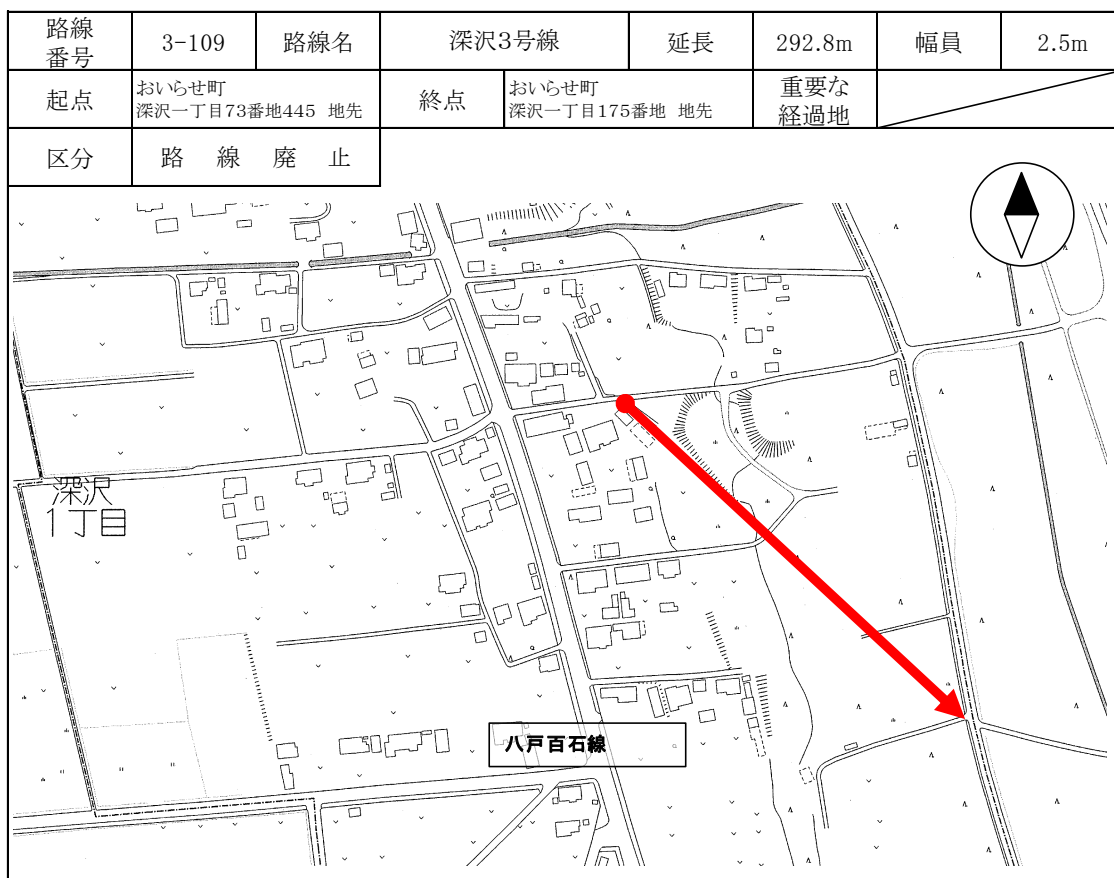 路線
番号
3-109
路線名
深沢3号線
延長
292.8m
幅員
2.5m
起点
おいらせ町
深沢一丁目73番地445 地先
終点
おいらせ町
深沢一丁目175番地 地先
重要な
経過地
区分
路 線 廃 止
深沢
1丁目
八戸百石線